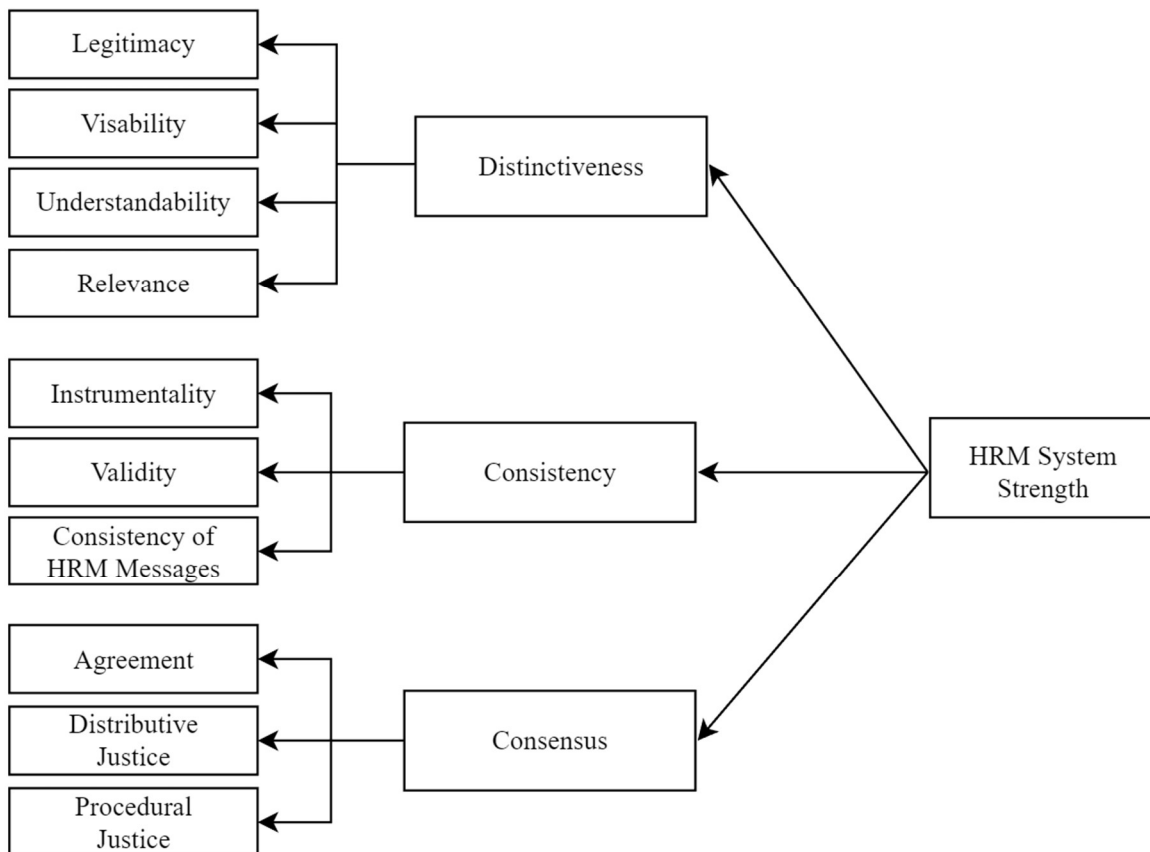 Legitimacy
Visability
Understandability
Relevance
Distinctiveness
Instrumentality
Validity
Consistency of
HRM Messages
Consistency
HRM System
Strength
Agreement
Distributive
Justice
Procedural
Justice
Consensus